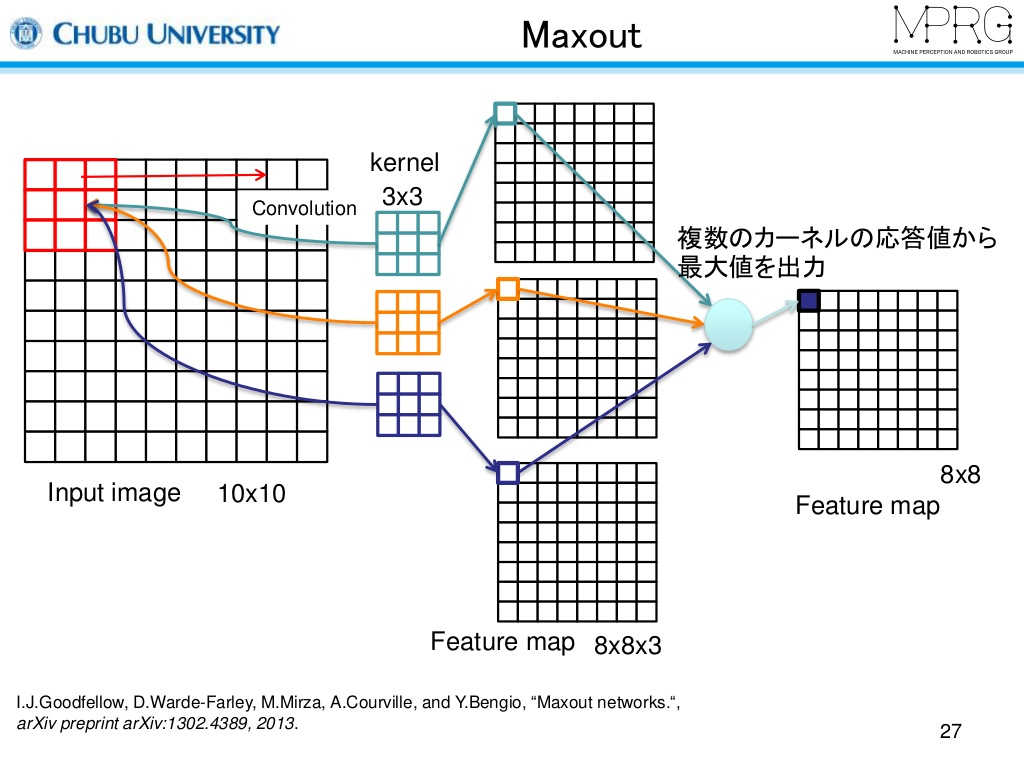 CHUBU UNIVERSITY
Maxout
MPRG
MACHINE PERCEPTION AND ROBOTICS GROUP
kernel
3x3
Convolution
複数のカーネルの応答値から
最大値を出力
Input image 10x10
8x8
Feature map
Feature map 8x8x3
I.J.Goodfellow, D.Warde-Farley, M.Mirza, A.Courville, and Y.Bengio, “Maxout networks.“,
arXiv preprint arXiv:1302.4389, 2013.
27